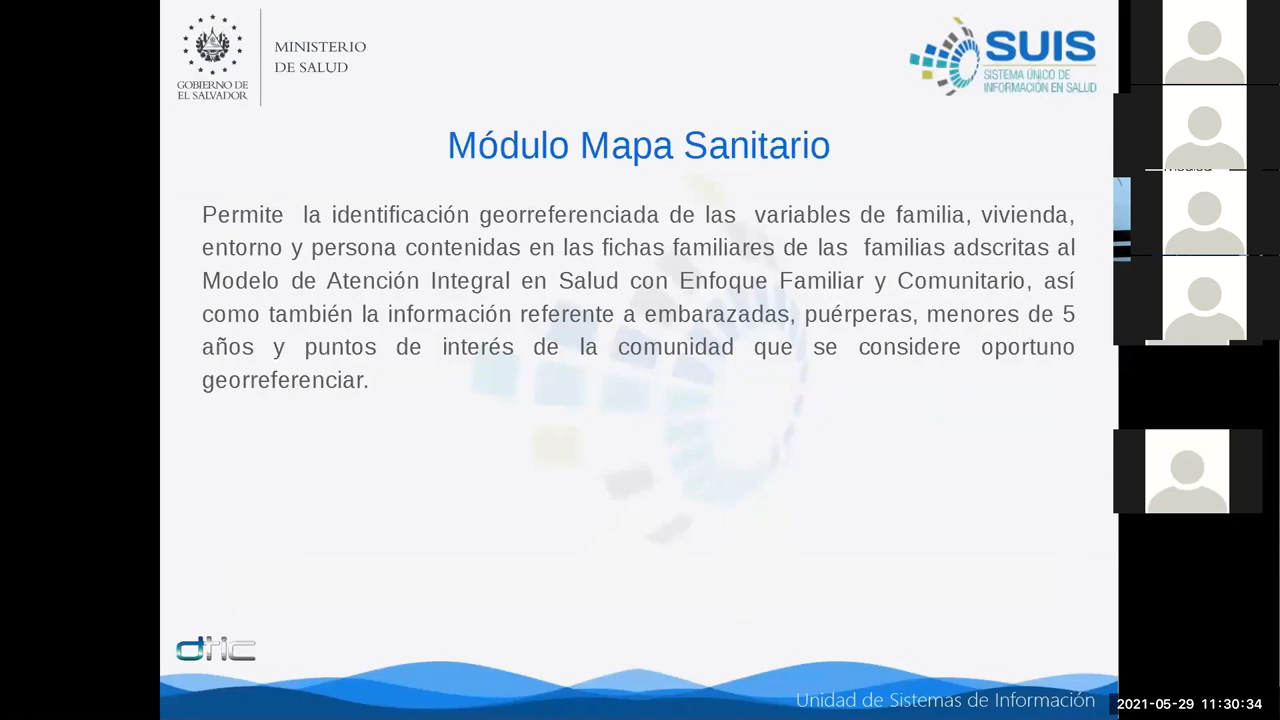 MINISTERIO
DE SALUD
GOBIERNO DE
EL SALVADOR
SUIS
SISTEMA ÚNICO DE
INFORMACIÓN EN SALUD
Módulo Mapa Sanitario
Permite la identificación georreferenciada de las variables de familia, vivienda,
entorno y persona contenidas en las fichas familiares de las familias adscritas al
Modelo de Atención Integral en Salud con Enfoque Familiar y Comunitario, así
como también la información referente a embarazadas, puérperas, menores de 5
años y puntos de interés de la comunidad que se considere oportuno
georreferenciar.
dtic
Unidad de Sistemas de Información
2021-05-29 11:30:34